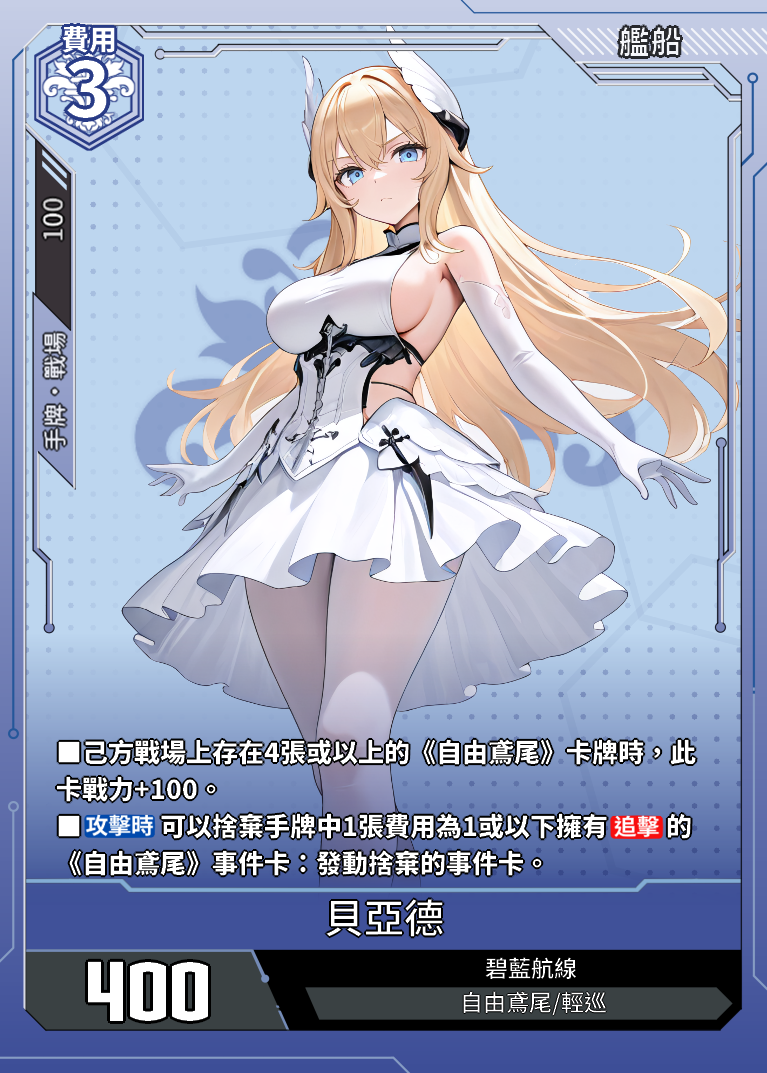 費用
3
艦船
100
手牌・戰場
■己方戰場上存在4張或以上的《自由鳶尾》卡牌時，此
卡戰力+100。
■攻擊時可以捨棄手牌中1張費用為1或以下擁有追擊的
《自由鳶尾》事件卡：發動捨棄的事件卡。
貝亞德
400
碧藍航線
自由鳶尾/輕巡